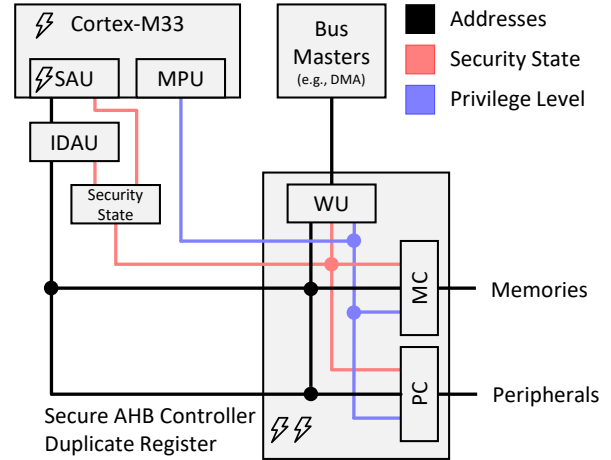 Cortex-M33
SAU
MPU
Bus
Masters
(e.g., DMA)
Addresses
Security State
Privilege Level
IDAU
Security
State
WU
MC
Memories
PC
Peripherals
Secure AHB Controller
Duplicate Register